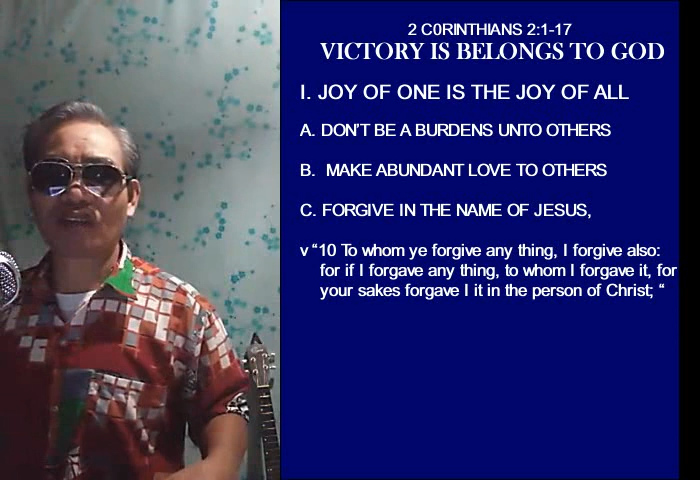 2 C0RINTHIANS 2:1-17
VICTORY IS BELONGS TO GOD
I. JOY OF ONE IS THE JOY OF ALL
A. DON'T BE A BURDENS UNTO OTHERS
B. MAKE ABUNDANT LOVE TO OTHERS
C. FORGIVE IN THE NAME OF JESUS,
v “10 To whom ye forgive any thing, I forgive also:
for if I forgave any thing, to whom I forgave it, for
your sakes forgave I it in the person of Christ; “